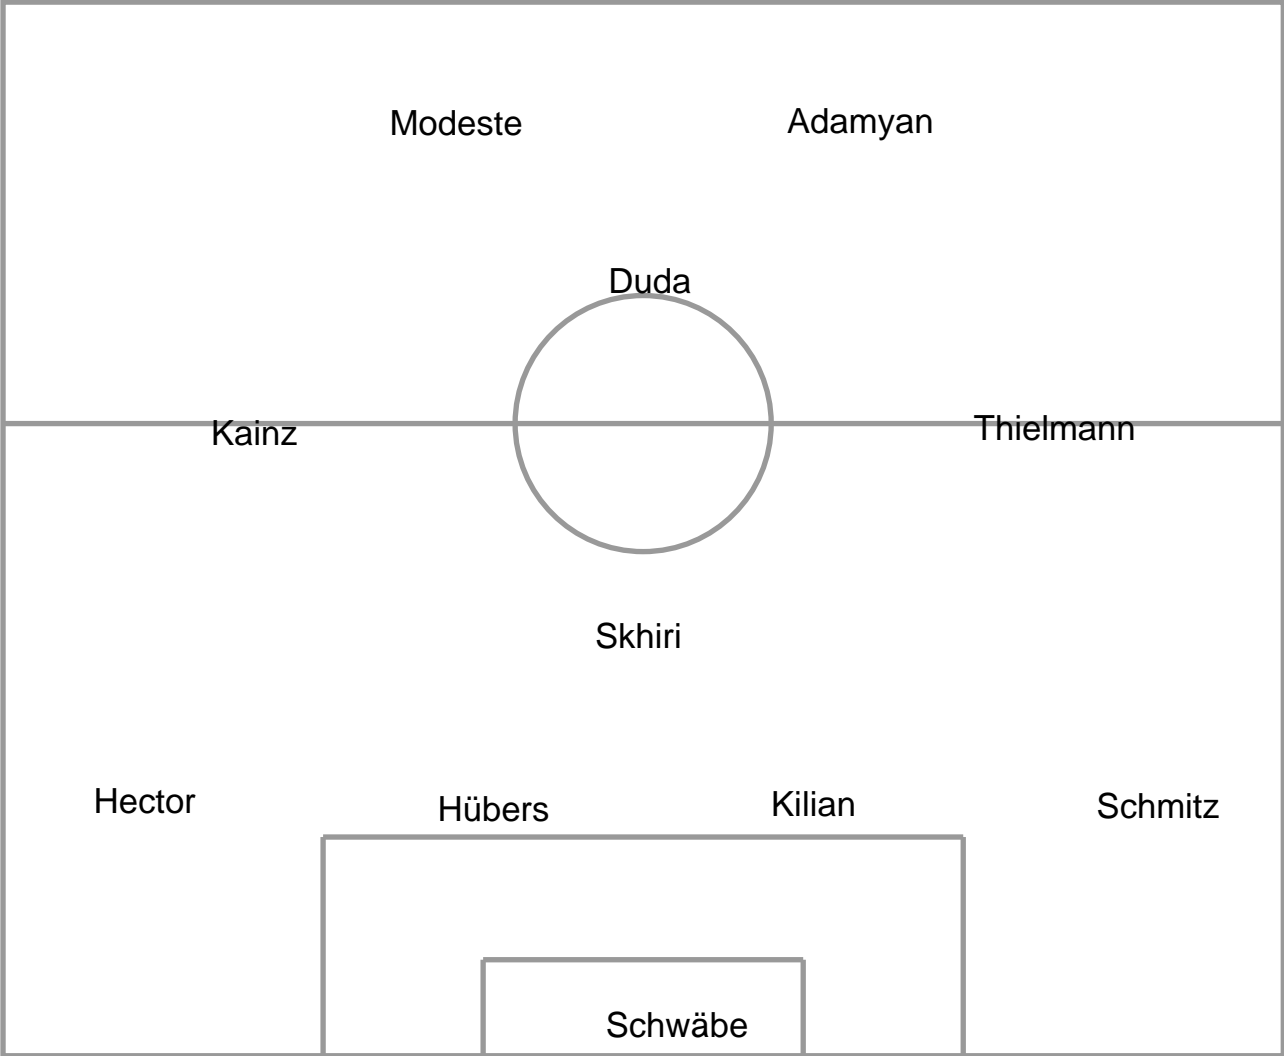 Modeste Adamyan
Duda
Kainz Thielmann
Skhiri
Hector Hübers Kilian Schmitz
Schwäbe